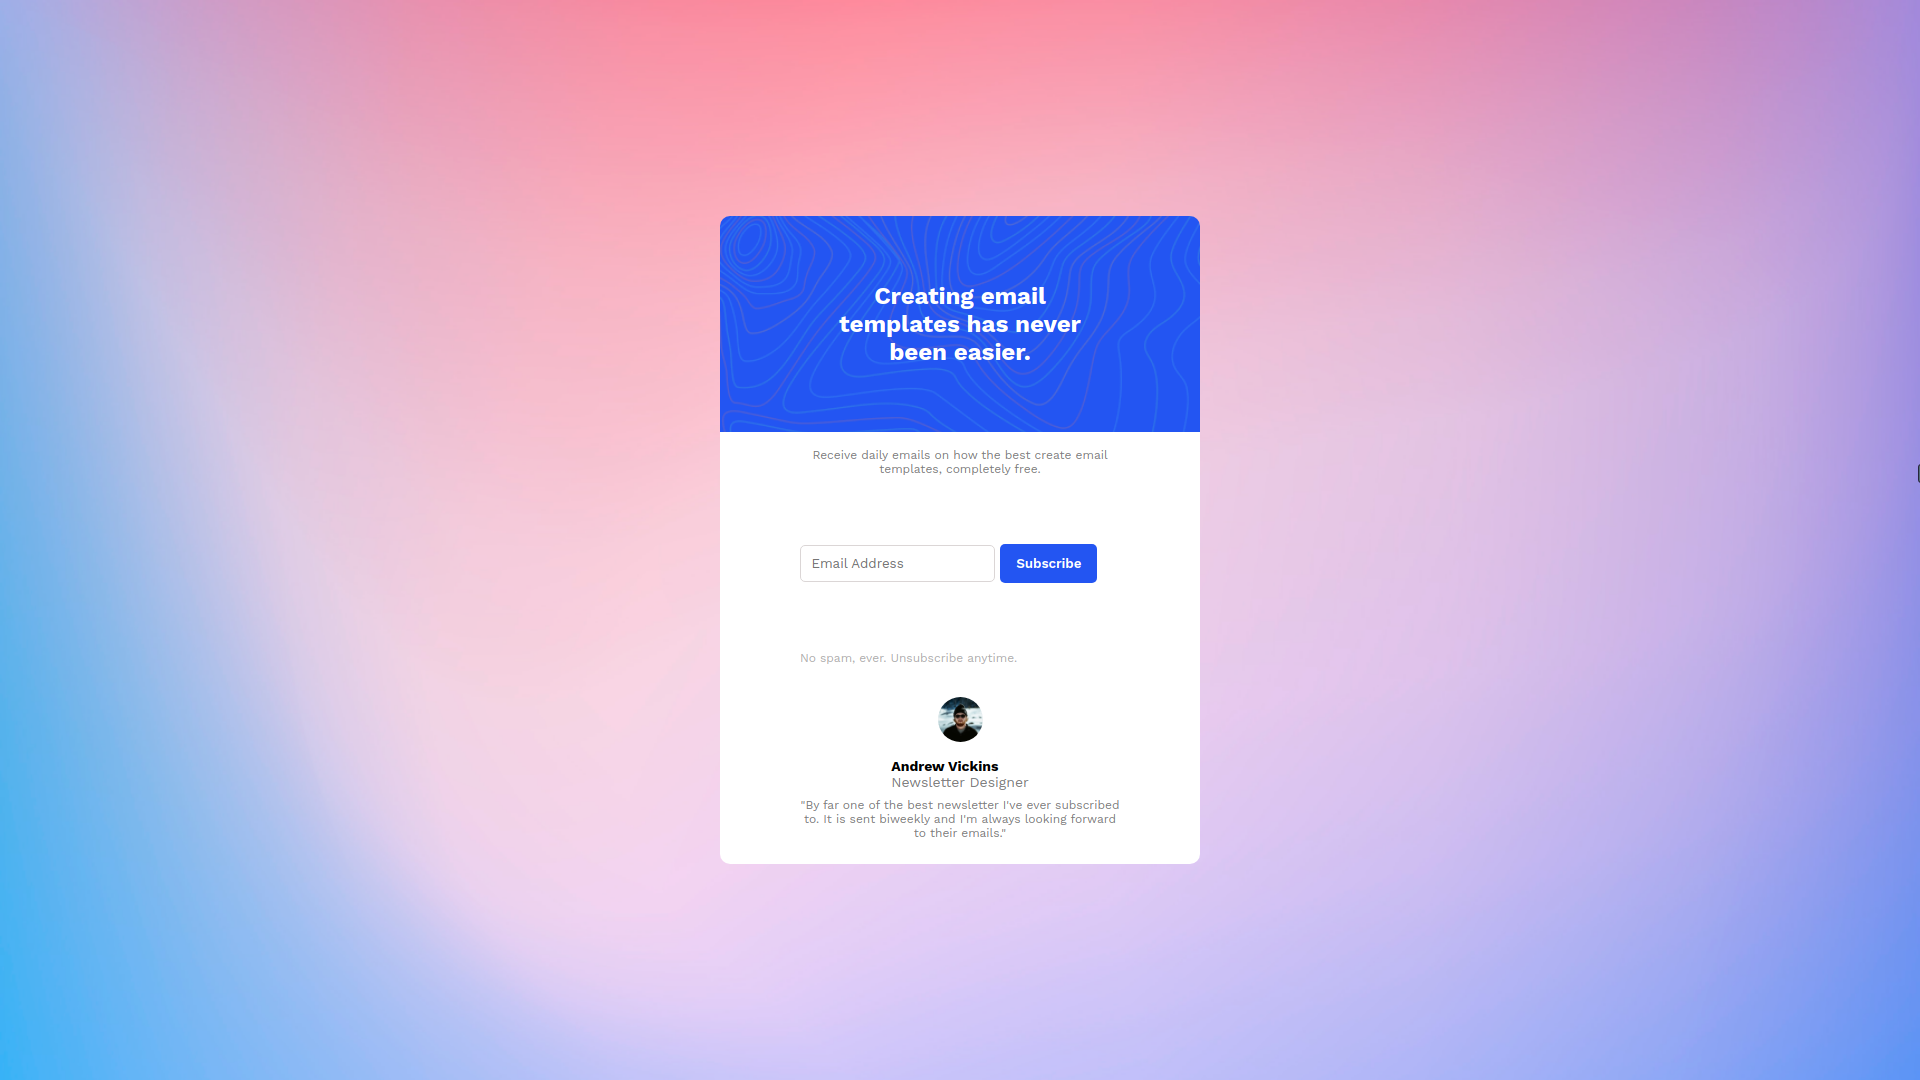 Creating email
templates has never
been easier.
Receive daily emails on how the best create email
templates, completely free.
Email Address
Subscribe
No spam, ever. Unsubscribe anytime.
Andrew Vickins
Newsletter Designer
"By far one of the best newsletter I've ever subscribed
to. It is sent biweekly and I'm always looking forward
to their emails."